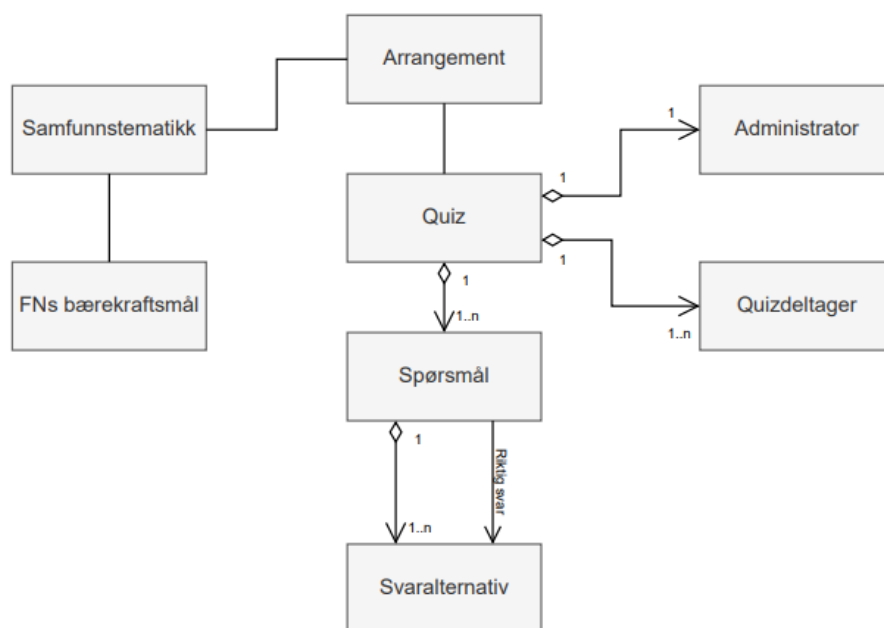 Arrangement
Samfunnstematikk
1
Administrator
1
Quiz
1
FNs bærekraftsmål
1
Quizdeltager
1..n
1..n
Spørsmål
1
Riktig svar
1..n
Svaralternativ